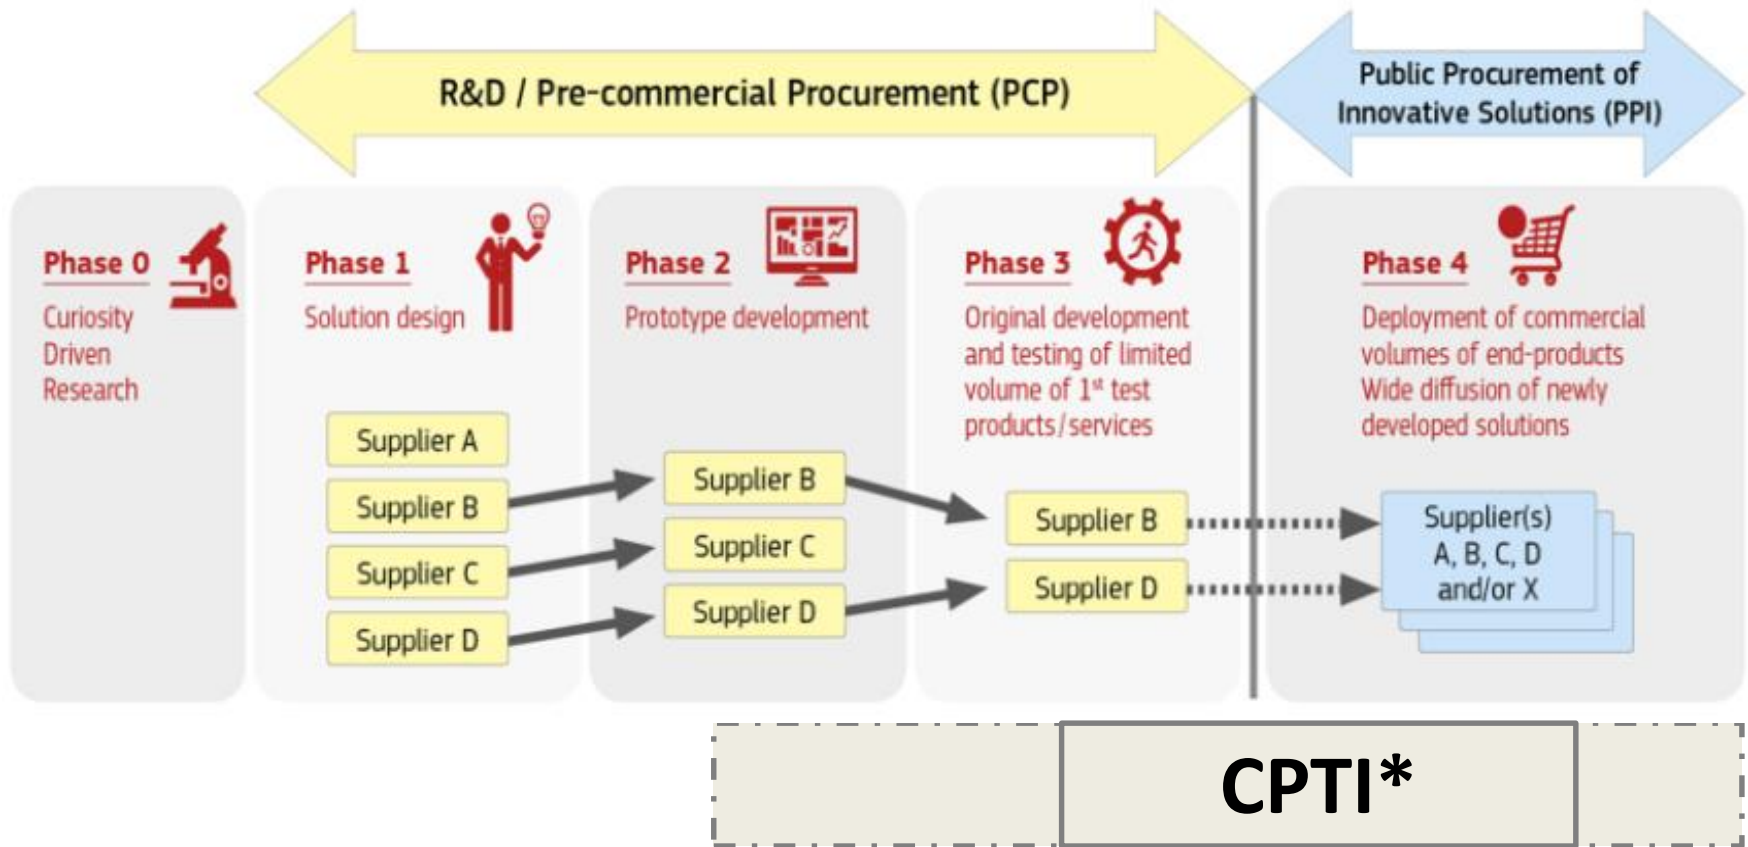 R&D / Pre-commercial Procurement (PCP)
Public Procurement of
Innovative Solutions (PPI)
Phase 0
Curiosity
Driven
Research
Phase 1
Solution design
Supplier A
Supplier B
Supplier C
Supplier D
Phase 2
Prototype development
Supplier B
Supplier C
Supplier D
Phase 3
Original development
and testing of limited
volume of 1st test
products/services
Supplier B
Supplier D
Phase 4
Deployment of commercial
volumes of end-products
Wide diffusion of newly
developed solutions
Supplier(s)
A, B, C, D
and/or X
CPTI*